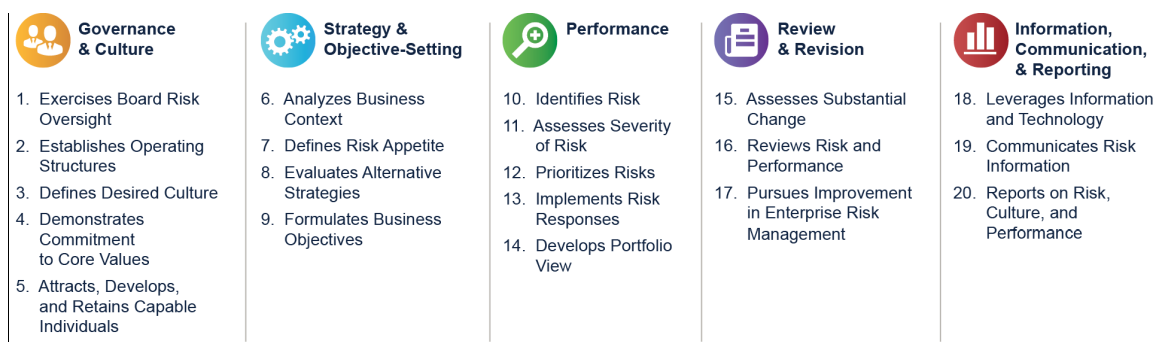 Governance
& Culture
1. Exercises Board Risk
Oversight
2. Establishes Operating
Structures
3. Defines Desired Culture
4. Demonstrates
Commitment
to Core Values
5. Attracts, Develops,
and Retains Capable
Individuals
Strategy &
Objective-Setting
6. Analyzes Business
Context
7. Defines Risk Appetite
8. Evaluates Alternative
Strategies
9. Formulates Business
Objectives
Performance
10. Identifies Risk
11. Assesses Severity
of Risk
12. Prioritizes Risks
13. Implements Risk
Responses
14. Develops Portfolio
View
Review
& Revision
15. Assesses Substantial
Change
16. Reviews Risk and
Performance
17. Pursues Improvement
in Enterprise Risk
Management
Information,
Communication,
& Reporting
18. Leverages Information
and Technology
19. Communicates Risk
Information
20. Reports on Risk,
Culture, and
Performance